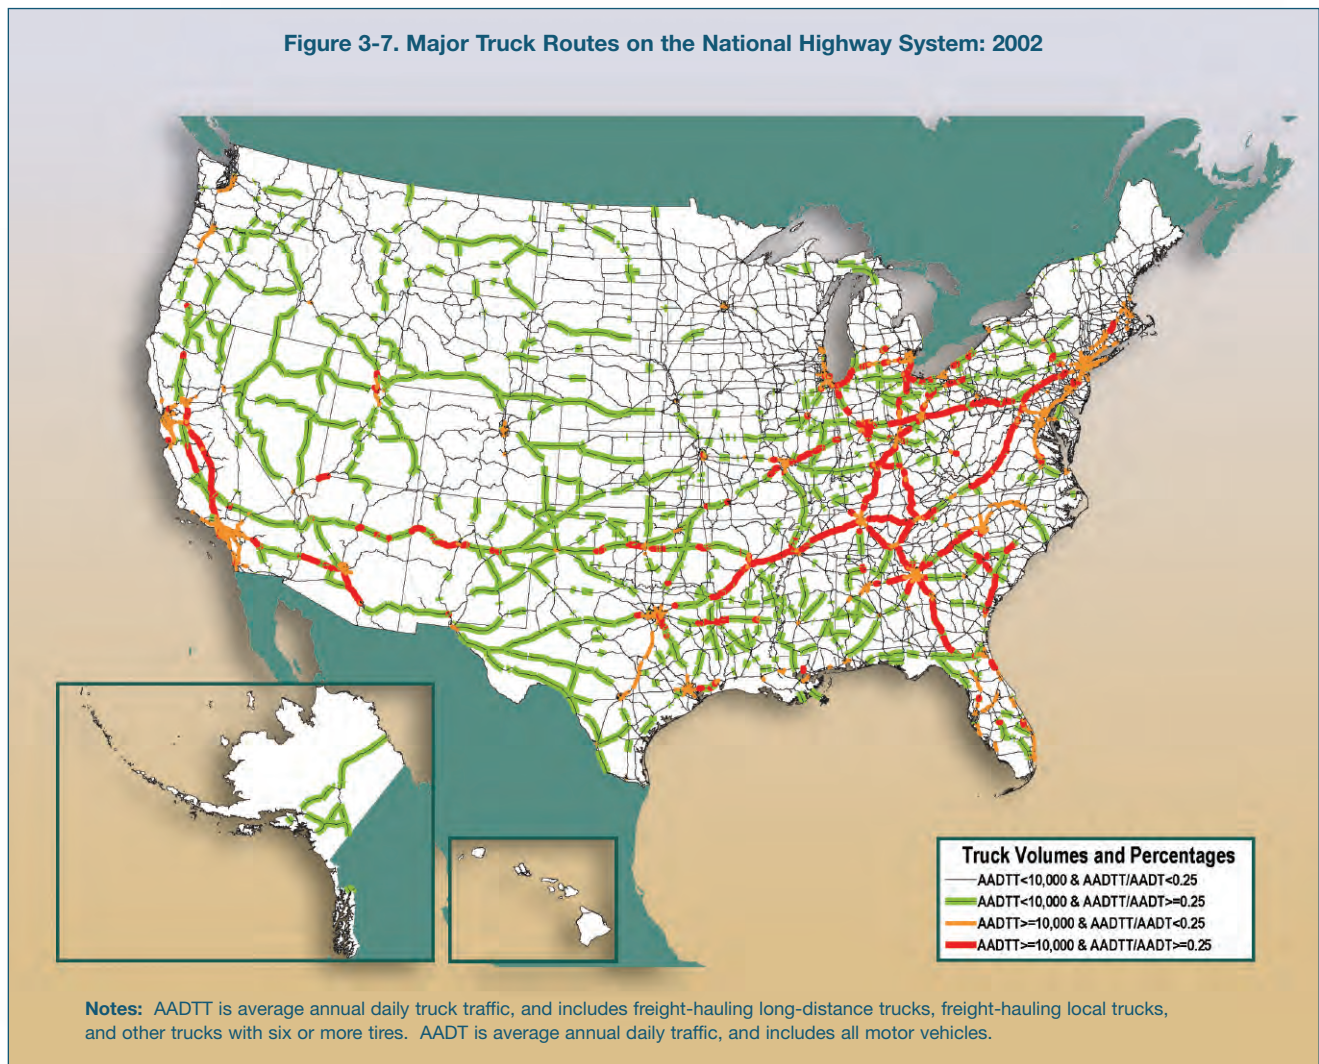 Figure 3-7. Major Truck Routes on the National Highway System: 2002
Truck Volumes and Percentages
AADTT<10,000 & AADTT/AADT<0.25
AADTT<10,000 & AADTT/AADT>=0.25
AADTT>=10,000 & AADTT/AADT<0.25
AADTT>=10,000 & AADTT/AADT>=0.25
Notes: AADTT is average annual daily truck traffic, and includes freight-hauling long-distance trucks, freight-hauling local trucks,
and other trucks with six or more tires. AADT is average annual daily traffic, and includes all motor vehicles.